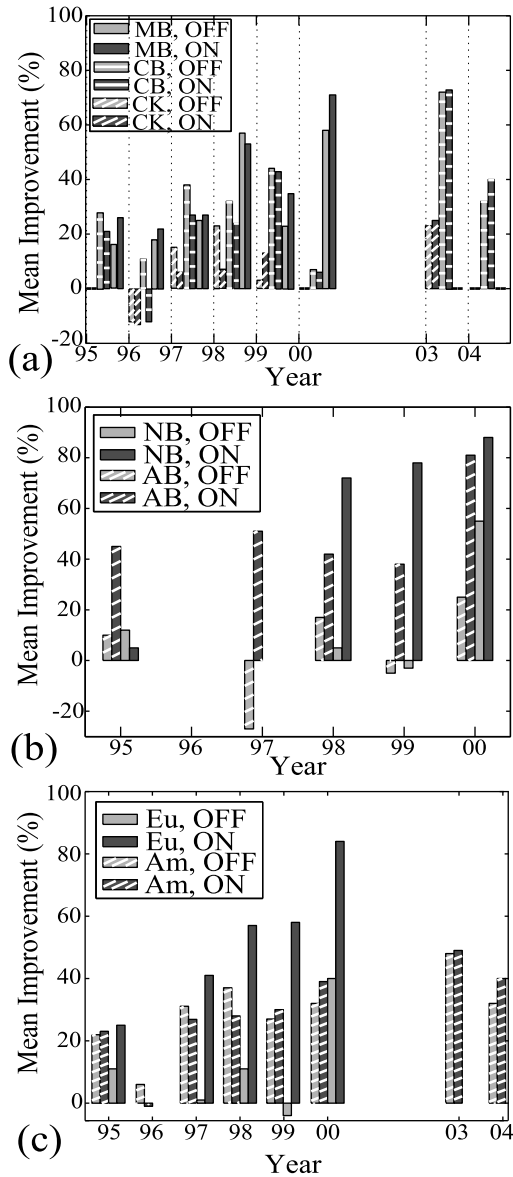 100
MB, OFF
MB, ON
80
CB, OFF
CB, ON
60
CK, OFF
CK, ON
40
20
0
-20
Mean Improvement (%)
95 96 97 98 99 00 03 04
(a)
Year
100
NB, OFF
80
NB, ON
AB, OFF
60
AB, ON
40
20
0
-20
Mean Improvement (%)
95 96 97 98 99 00
(b)
Year
100
Eu, OFF
Eu, ON
80
Am, OFF
Am, ON
60
40
20
0
Mean Improvement (%)
95 96 97 98 99 00 03 04
(c)
Year